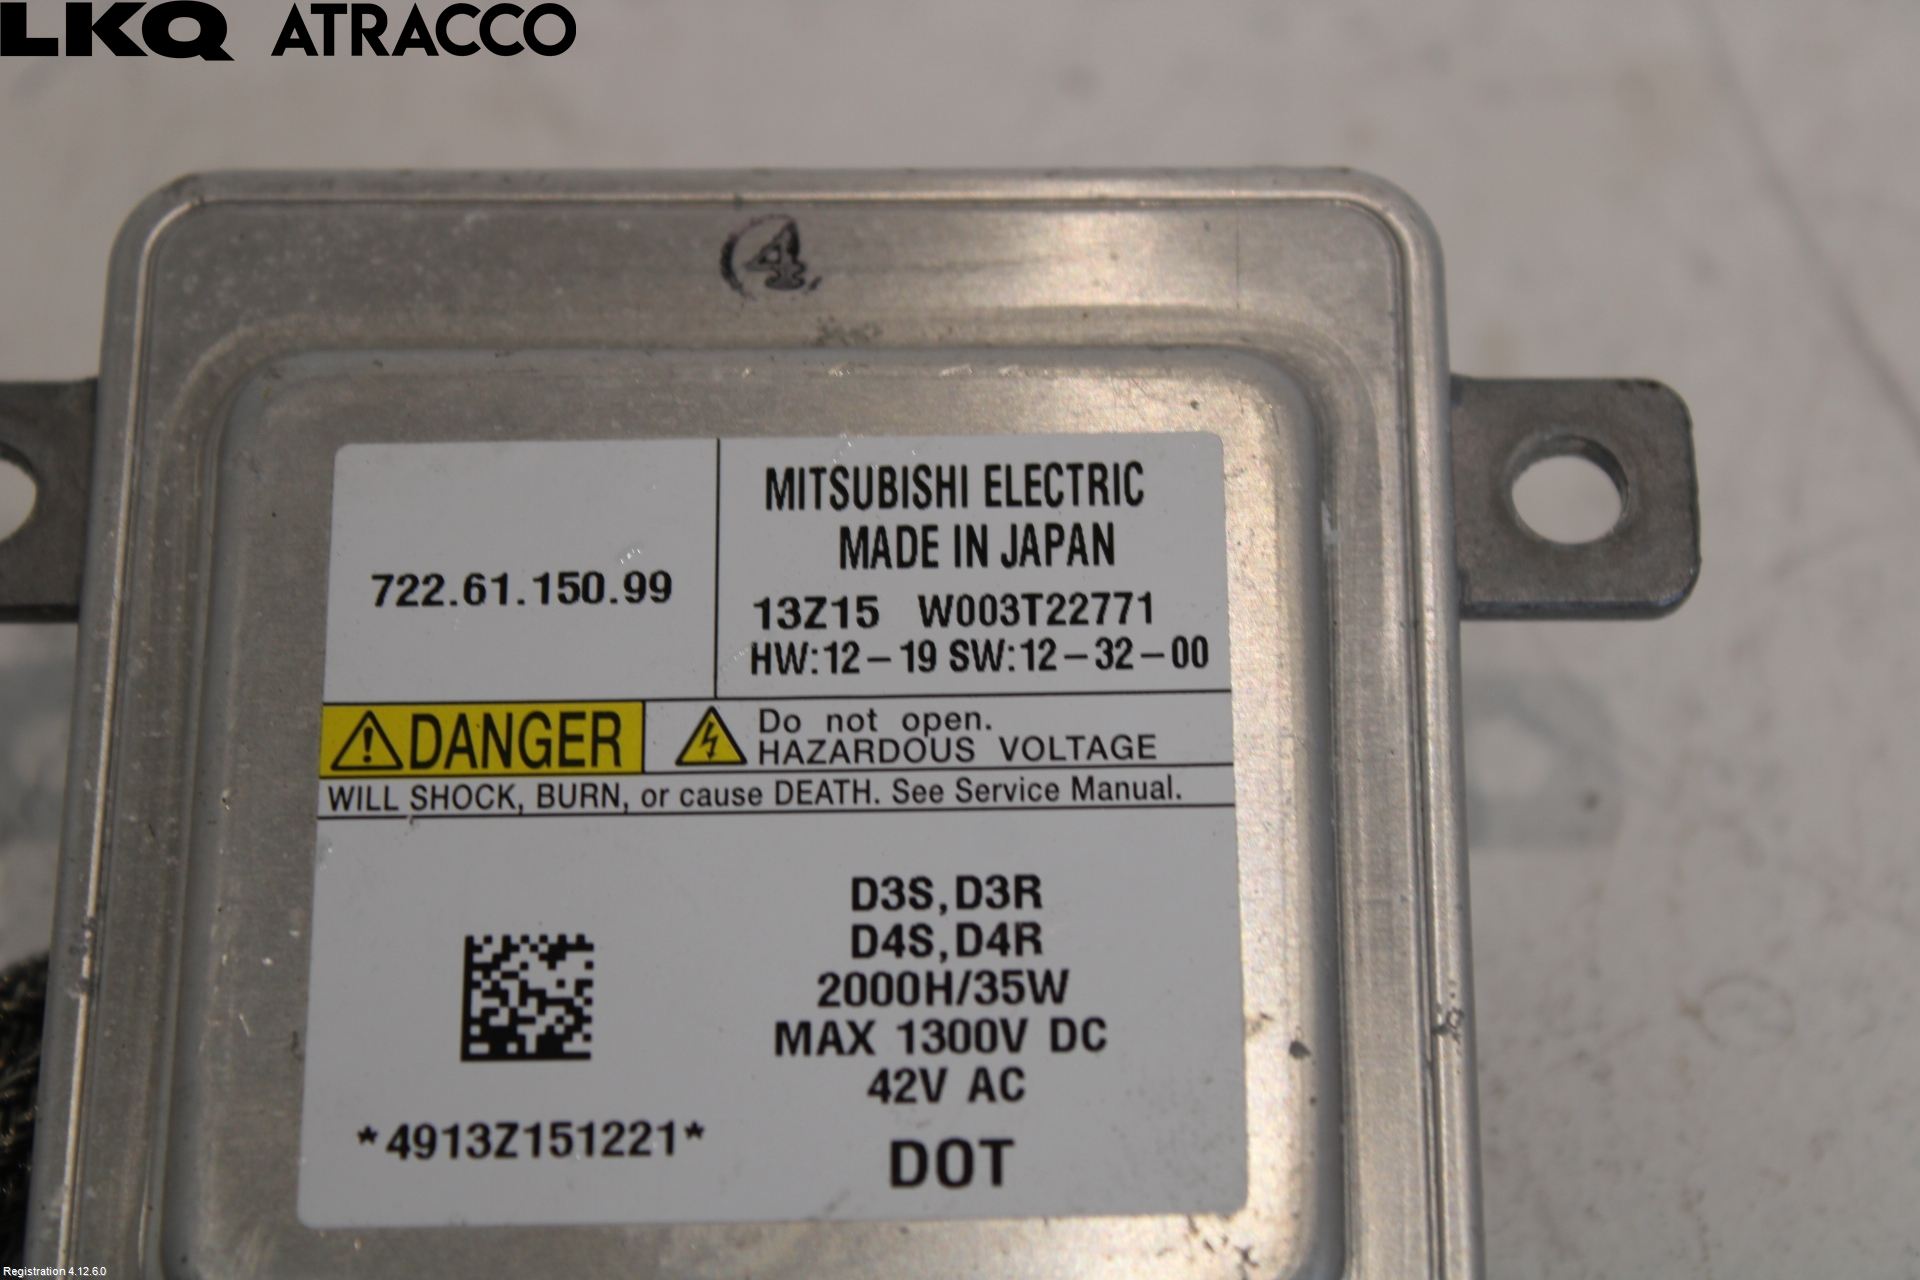 LKQ ATRACCO
4
722.61.150.99
MITSUBISHI ELECTRIC
MADE IN JAPAN
13Z15 W003T22771
HW:12-19 SW:12-32-00
DANGER
Do not open.
HAZARDOUS VOLTAGE
WILL SHOCK, BURN, or cause DEATH. See Service Manual.
D3S,D3R
D4S,D4R
2000H/35W
MAX 1300V DC
42V AC
*4913Z151221*
DOT
Registration 4.12.6.0